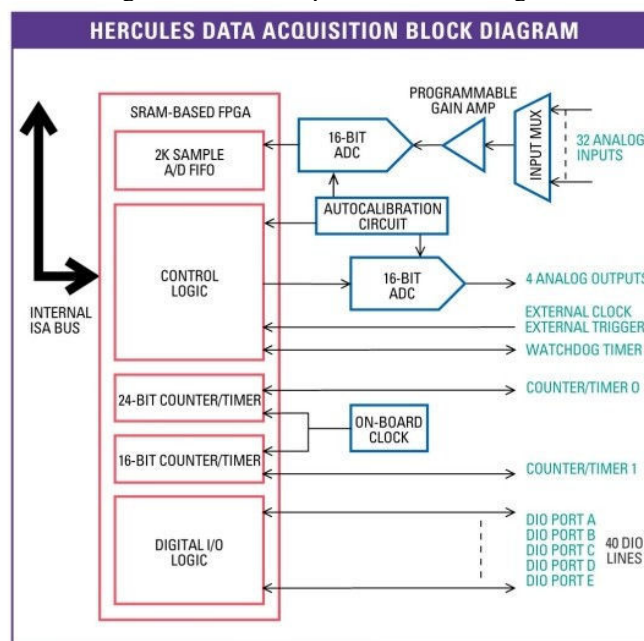 HERCULES DATA ACQUISITION BLOCK DIAGRAM
PROGRAMMABLE
GAIN AMP
SRAM-BASED FPGA
16-BIT
ADC
INPUT MUX
32 ANALOG
INPUTS
2K SAMPLE
A/D FIFO
AUTOCALIBRATION
CIRCUIT
CONTROL
LOGIC
16-BIT
ADC
4 ANALOG OUTPUTS
INTERNAL
ISA BUS
EXTERNAL CLOCK
EXTERNAL TRIGGER
WATCHDOG TIMER
24-BIT COUNTER/TIMER
COUNTER/TIMER 0
ON-BOARD
CLOCK
16-BIT COUNTER/TIMER
COUNTER/TIMER 1
DIGITAL I/O
LOGIC
DIO PORT A
DIO PORT B
DIO PORT C
DIO PORT D
DIO PORT E
40 DIO
LINES